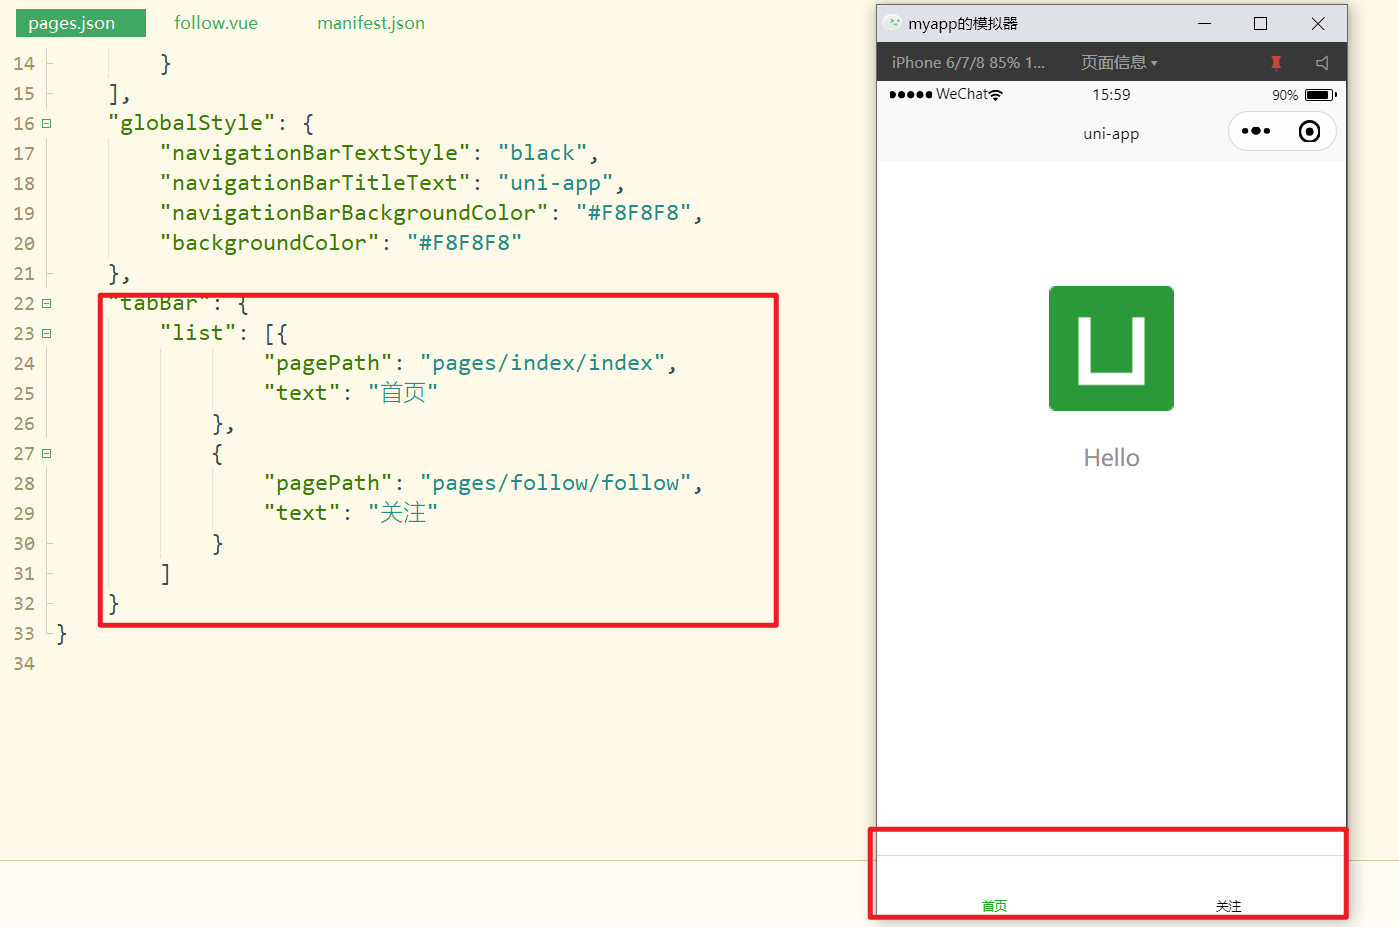 pages.json follow.vue manifest.json
14 }
15 ],
16 "globalStyle": {
17 "navigationBarTextStyle": "black",
18 "navigationBarTitleText": "uni-app",
19 "navigationBarBackgroundColor": "#F8F8F8",
20 "backgroundColor": "#F8F8F8"
21 },
22 "tabBar": {
23 "list": [{
24 "pagePath": "pages/index/index",
25 "text": "首页"
26 },
27 {
28 "pagePath": "pages/follow/follow",
29 "text": "关注"
30 }
31 ]
32 }
33 }
34
myapp的模拟器
iPhone 6/7/8 85% 1... 页面信息
WeChat 15:59 90%
uni-app
Hello
首页 关注